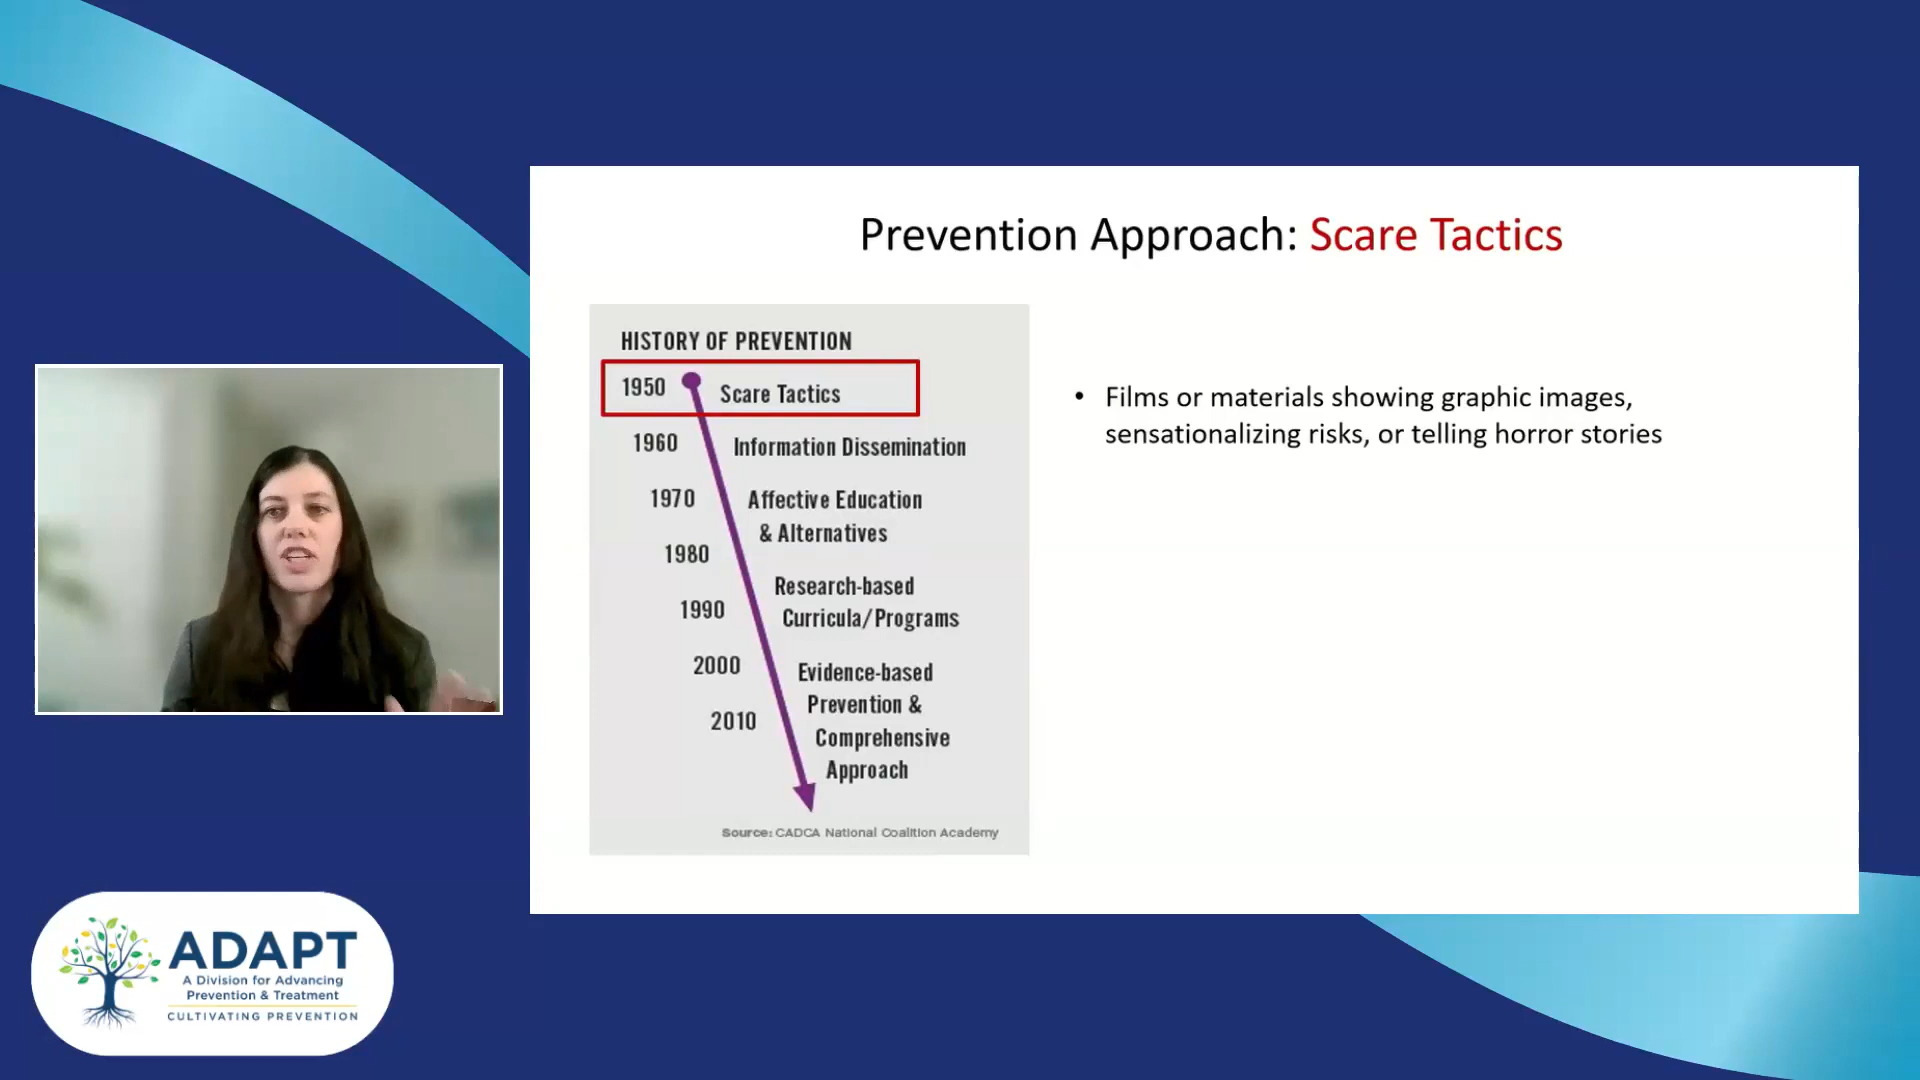 Prevention Approach: Scare Tactics
HISTORY OF PREVENTION
1950 Scare Tactics
1960 Information Dissemination
1970 Affective Education
& Alternatives
1980
Research-based
1990 Curricula/Programs
2000 Evidence-based
Prevention &
2010 Comprehensive
Approach
Source: CADCA National Coalition Academy
• Films or materials showing graphic images,
sensationalizing risks, or telling horror stories
ADAPT
A Division for Advancing
Prevention & Treatment
CULTIVATING PREVENTION